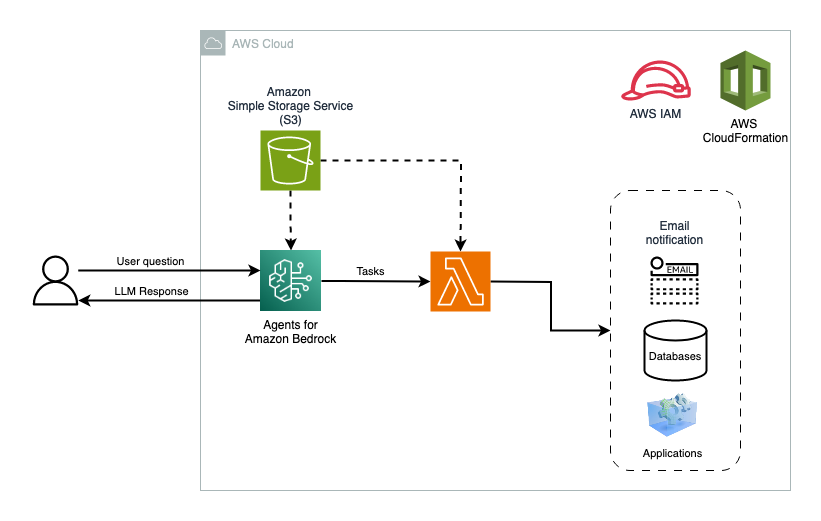 AWS Cloud
Amazon
Simple Storage Service
(S3)
AWS IAM
AWS
CloudFormation
User question
LLM Response
Agents for
Amazon Bedrock
Tasks
Email
notification
EMAIL
Databases
Applications